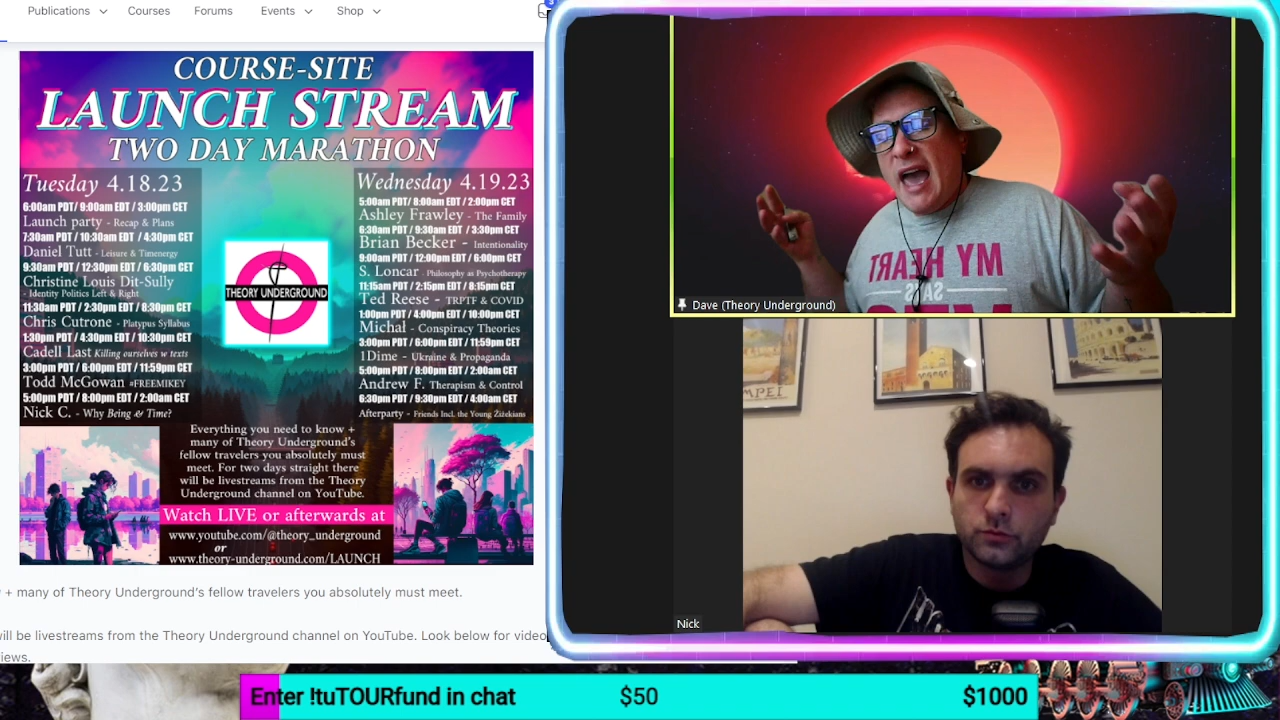 Publications
Courses
Forums
Events
Shop
3
COURSE-SITE
LAUNCH STREAM
TWO DAY MARATHON
Tuesday 4.18.23
6:00am PDT/ 9:00am EDT / 3:00pm CET
Launch party - Recap & Plans
7:30am PDT / 10:30am EDT / 4:30pm CET
Daniel Tutt - Leisure & Timenergy
9:30am PDT / 12:30pm EDT / 6:30pm CET
Christine Louis Dit-Sully
- Identity Politics Left & Right
11:30am PDT / 2:30pm EDT / 8:30pm CET
Chris Cutrone - Platypus Syllabus
1:30pm PDT / 4:30pm EDT / 10:30pm CET
Cadell Last Killing ourselves w texts
3:00pm PDT / 6:00pm EDT / 11:59pm CET
Todd McGowan #FREEMIKEY
5:00pm PDT / 8:00pm EDT / 2:00am CET
Nick C. - Why Being & Time?
THEORY UNDERGROUND
Wednesday 4.19.23
5:00am PDT/ 8:00am EDT / 2:00pm CET
Ashley Frawley - The Family
6:30am PDT / 9:30am EDT / 3:30pm CET
Brian Becker - Intentionality
9:00am PDT / 12:00pm EDT / 6:00pm CET
S. Loncar - Philosophy as Psychotherapy
11:15am PDT / 2:15pm EDT / 8:15pm CET
Ted Reese - TRPTF & COVID
1:00pm PDT / 4:00pm EDT / 10:00pm CET
Michal - Conspiracy Theories
3:00pm PDT / 6:00pm EDT / 11:59pm CET
1Dime - Ukraine & Propaganda
5:00pm PDT / 8:00pm EDT / 2:00am CET
Andrew F. Therapism & Control
6:30pm PDT / 9:30pm EDT / 4:00am CET
Afterparty - Friends Incl. the Young Žižekians
Everything you need to know +
many of Theory Underground's
fellow travelers you absolutely must
meet. For two days straight there
will be livestreams from the Theory
Underground channel on YouTube.
Watch LIVE or afterwards at
www.youtube.com/@theory_underground
or
www.theory-underground.com/LAUNCH
+ many of Theory Underground's fellow travelers you absolutely must meet.
will be livestreams from the Theory Underground channel on YouTube. Look below for video
iews.
MY HEART
SAYS
Dave (Theory Underground)
MPEI
Nick
Enter !tuTOURfund in chat
$50
$1000